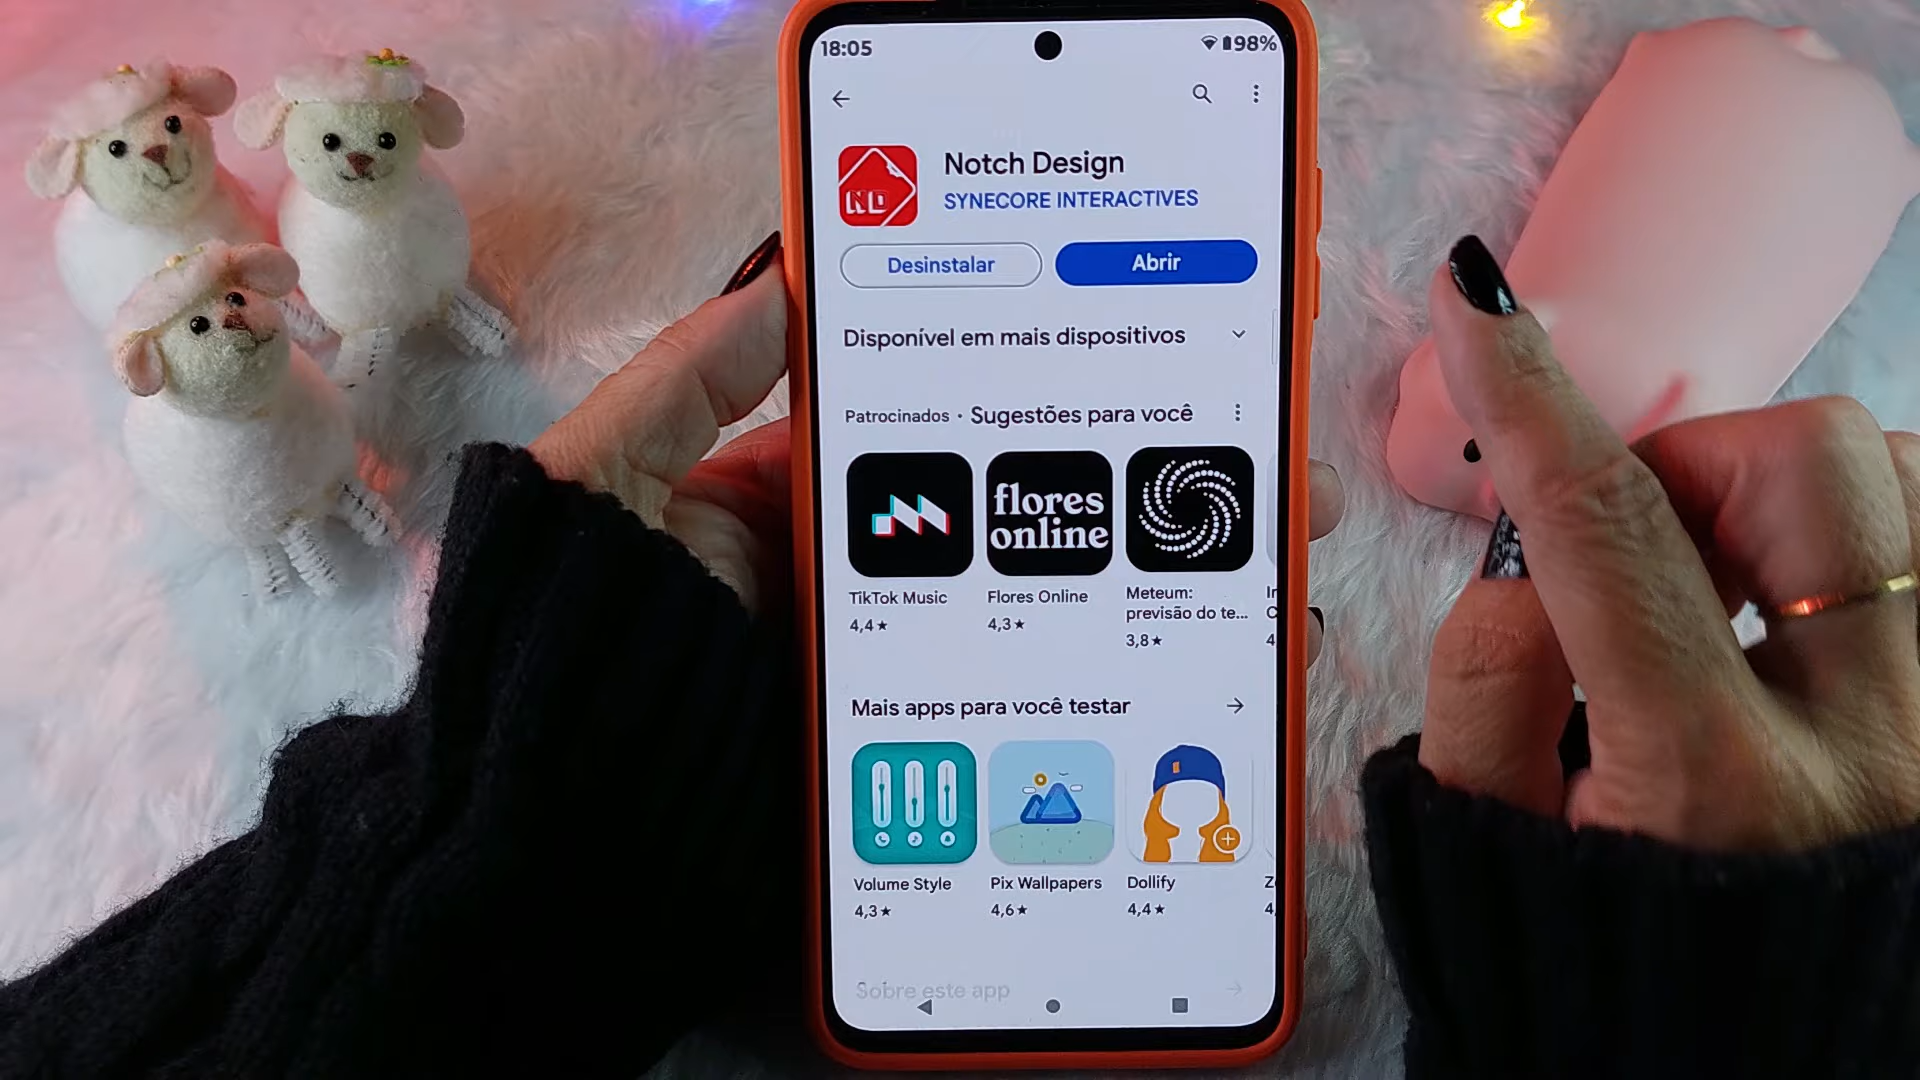 18:05
98%
Notch Design
SYNECORE INTERACTIVES
ND
Desinstalar
Abrir
Disponível em mais dispositivos
Patrocinados · Sugestões para você
flores
online
TikTok Music
Flores Online
Meteum:
previsão do te...
4,4★
4,3★
3,8★
Mais apps para você testar
Volume Style
Pix Wallpapers
Dollify
4,3★
4,6★
4,4★
Sobre este app